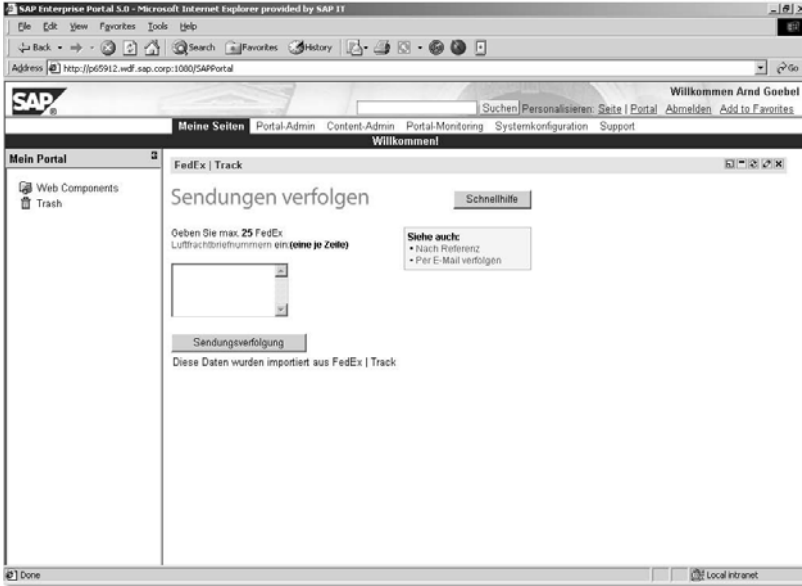 SAP Enterprise Portal 5.0 - Microsoft Internet Explorer provided by SAP IT
File Edit View Favorites Tools Help
Back Search Favorites History
Address http://p65912.wdf.sap.corp:1080/SAPPortal Go
Willkommen Arnd Goebel
SAP Suchen Personalisieren: Seite | Portal Abmelden Add to Favorites
Meine Seiten Portal-Admin Content-Admin Portal-Monitoring Systemkonfiguration Support
Willkommen!
Mein Portal
Web Components
Trash
FedEx | Track
Sendungen verfolgen
Schnellhilfe
Geben Sie max. 25 FedEx
Luftfrachtbriefnummern ein:(eine je Zeile)
Siehe auch:
• Nach Referenz
• Per E-Mail verfolgen
Sendungsverfolgung
Diese Daten wurden importiert aus FedEx | Track
Done Local intranet